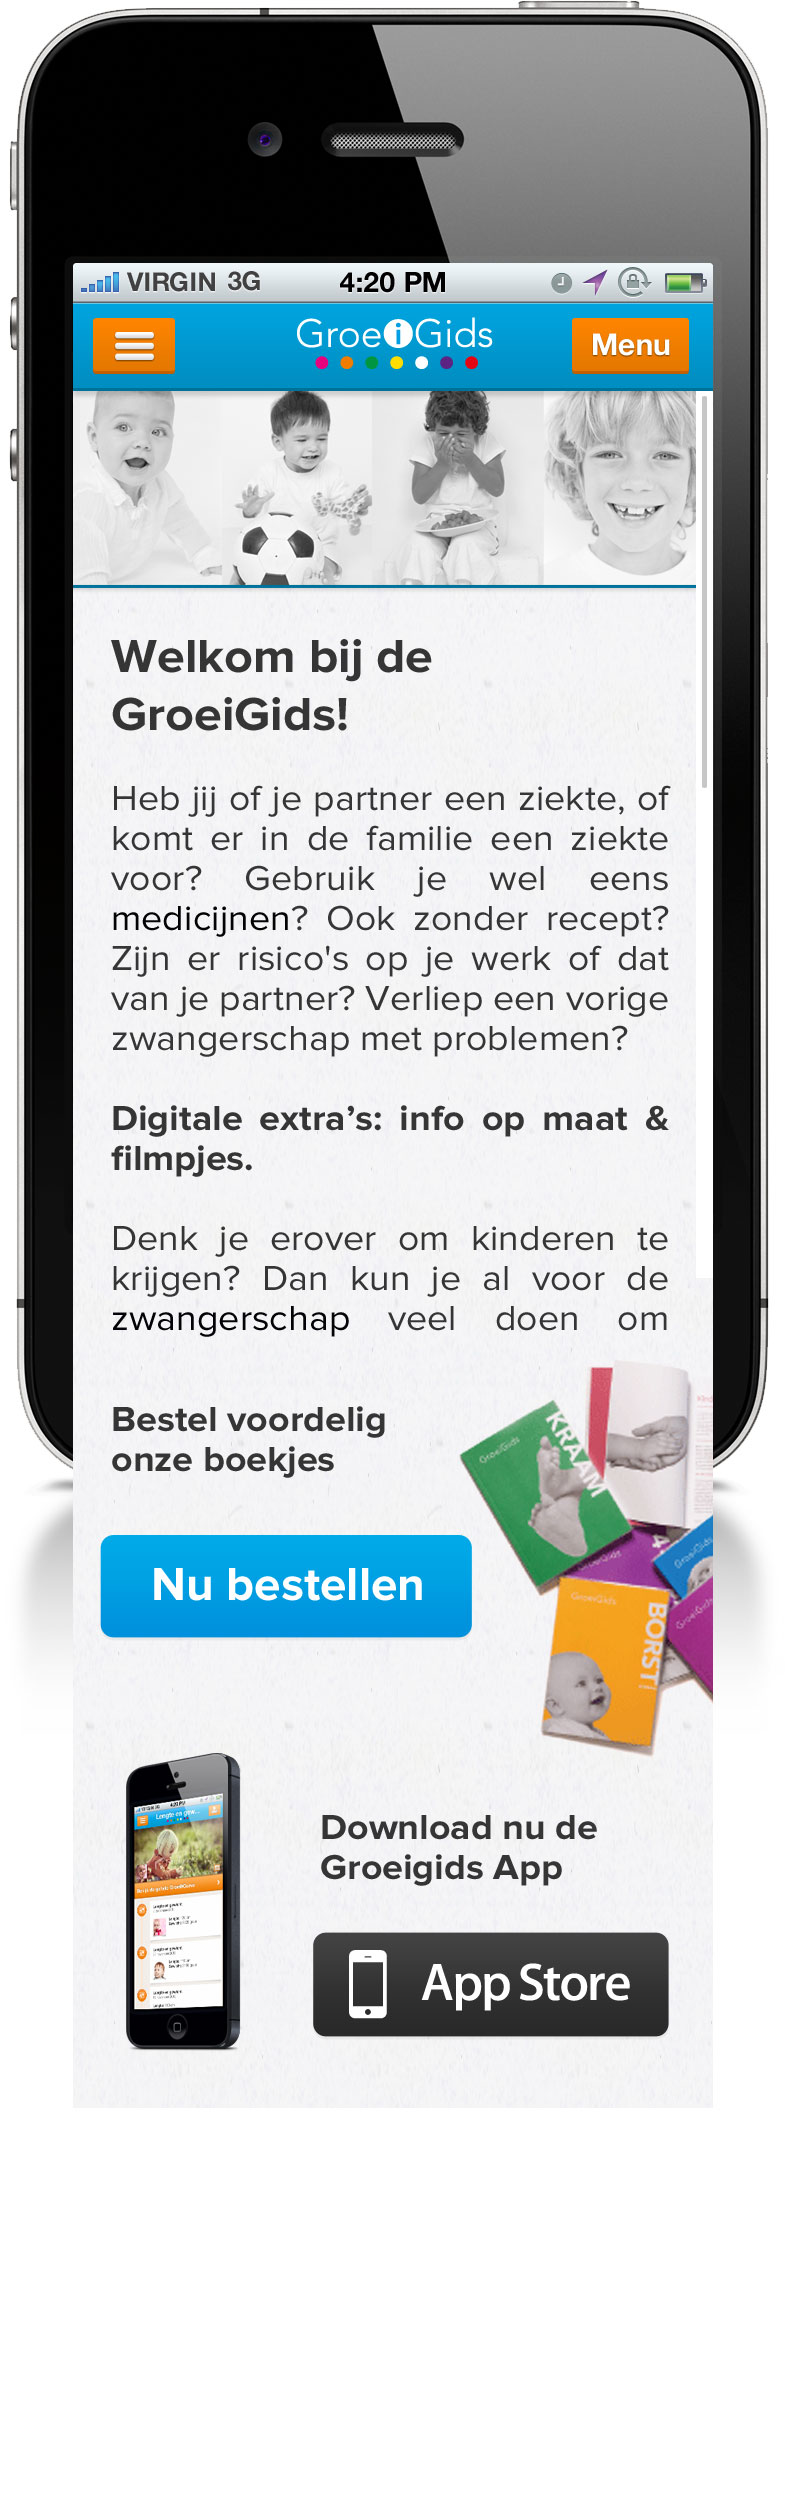 VIRGIN 3G 4:20 PM
GroeiGids
Menu
Welkom bij de
GroeiGids!
Heb jij of je partner een ziekte, of
komt er in de familie een ziekte
voor? Gebruik je wel eens
medicijnen? Ook zonder recept?
Zijn er risico's op je werk of dat
van je partner? Verliep een vorige
zwangerschap met problemen?
Digitale extra’s: info op maat &
filmpjes.
Denk je erover om kinderen te
krijgen? Dan kun je al voor de
zwangerschap veel doen om
Bestel voordelig
onze boekjes
Nu bestellen
GroeiGids
KRAAM
GroeiGids
GroeiGids
BORST!
GroeiGids
Download nu de
Groeigids App
App Store